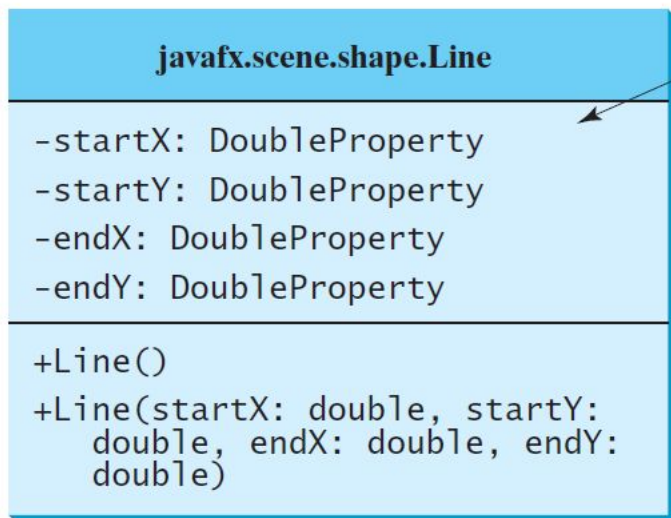 javafx.scene.shape.Line
-startX: DoubleProperty
-startY: DoubleProperty
-endX: DoubleProperty
-endY: DoubleProperty
+Line()
+Line(startX: double, startY:
double, endX: double, endY:
double)